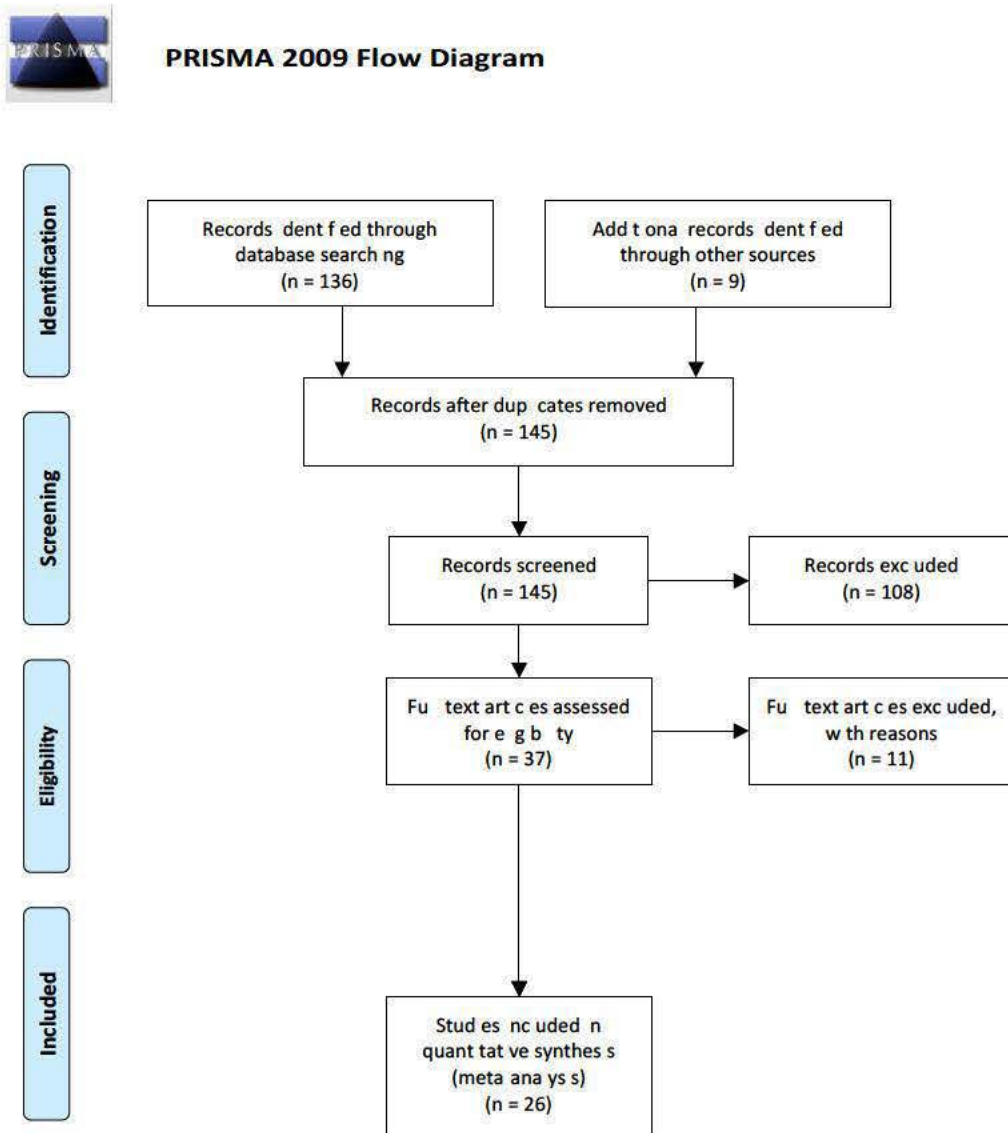 PRISMA
PRISMA 2009 Flow Diagram
Identification
Records dent f ed through
database search ng
(n = 136)
Add t ona records dent f ed
through other sources
(n = 9)
Records after dup cates removed
(n = 145)
Screening
Records screened
(n = 145)
Records exc uded
(n = 108)
Eligibility
Fu text art c es assessed
for e g b ty
(n = 37)
Fu text art c es exc uded,
w th reasons
(n = 11)
Included
Stud es nc uded n
quant tat ve synthes s
(meta ana ys s)
(n = 26)